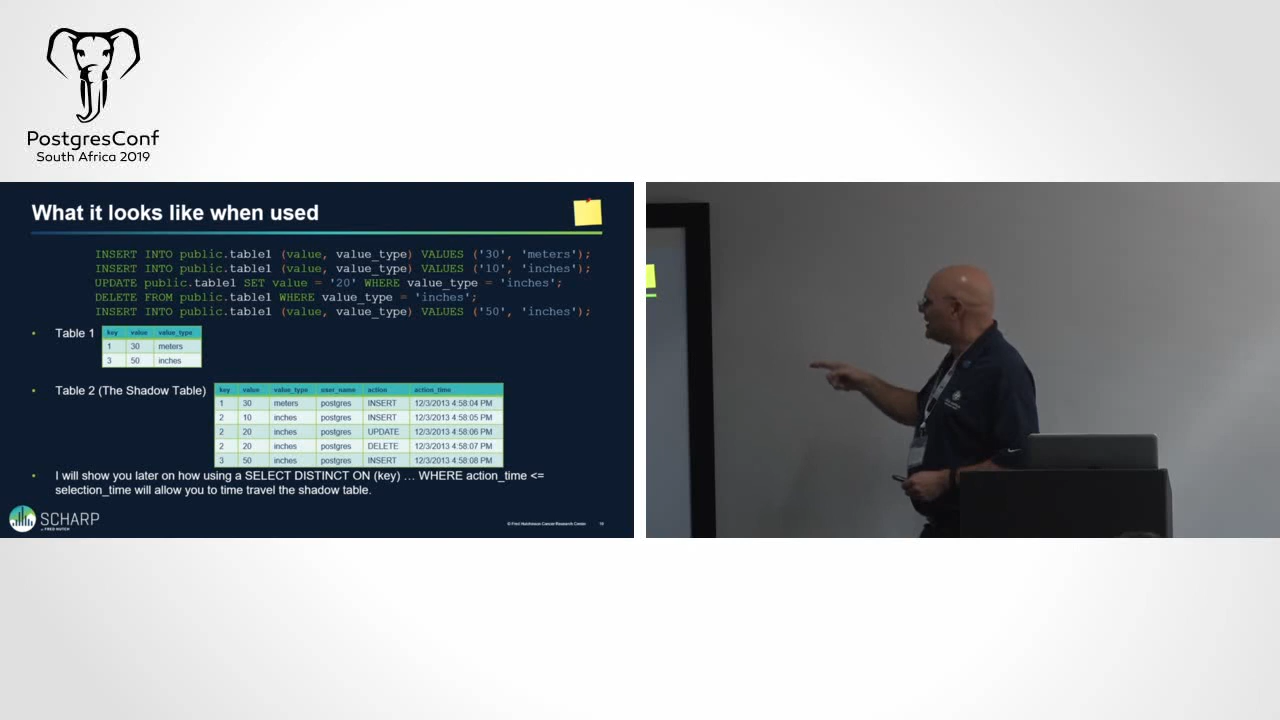 PostgresConf
South Africa 2019
What it looks like when used
INSERT INTO public.table1 (value, value_type) VALUES ('30', 'meters');
INSERT INTO public.table1 (value, value_type) VALUES ('10', 'inches');
UPDATE public.table1 SET value = '20' WHERE value_type = 'inches';
DELETE FROM public.table1 WHERE value_type = 'inches';
INSERT INTO public.table1 (value, value_type) VALUES ('50', 'inches');
• Table 1
key value value_type
1 30 meters
3 50 inches
• Table 2 (The Shadow Table)
key value value_type user_name action action_time
1 30 meters postgres INSERT 12/3/2013 4:58:04 PM
2 10 inches postgres INSERT 12/3/2013 4:58:05 PM
2 20 inches postgres UPDATE 12/3/2013 4:58:06 PM
2 20 inches postgres DELETE 12/3/2013 4:58:07 PM
3 50 inches postgres INSERT 12/3/2013 4:58:08 PM
• I will show you later on how using a SELECT DISTINCT ON (key) … WHERE action_time <=
selection_time will allow you to time travel the shadow table.
SCHARP
at FRED HUTCH
© Fred Hutchinson Cancer Research Center